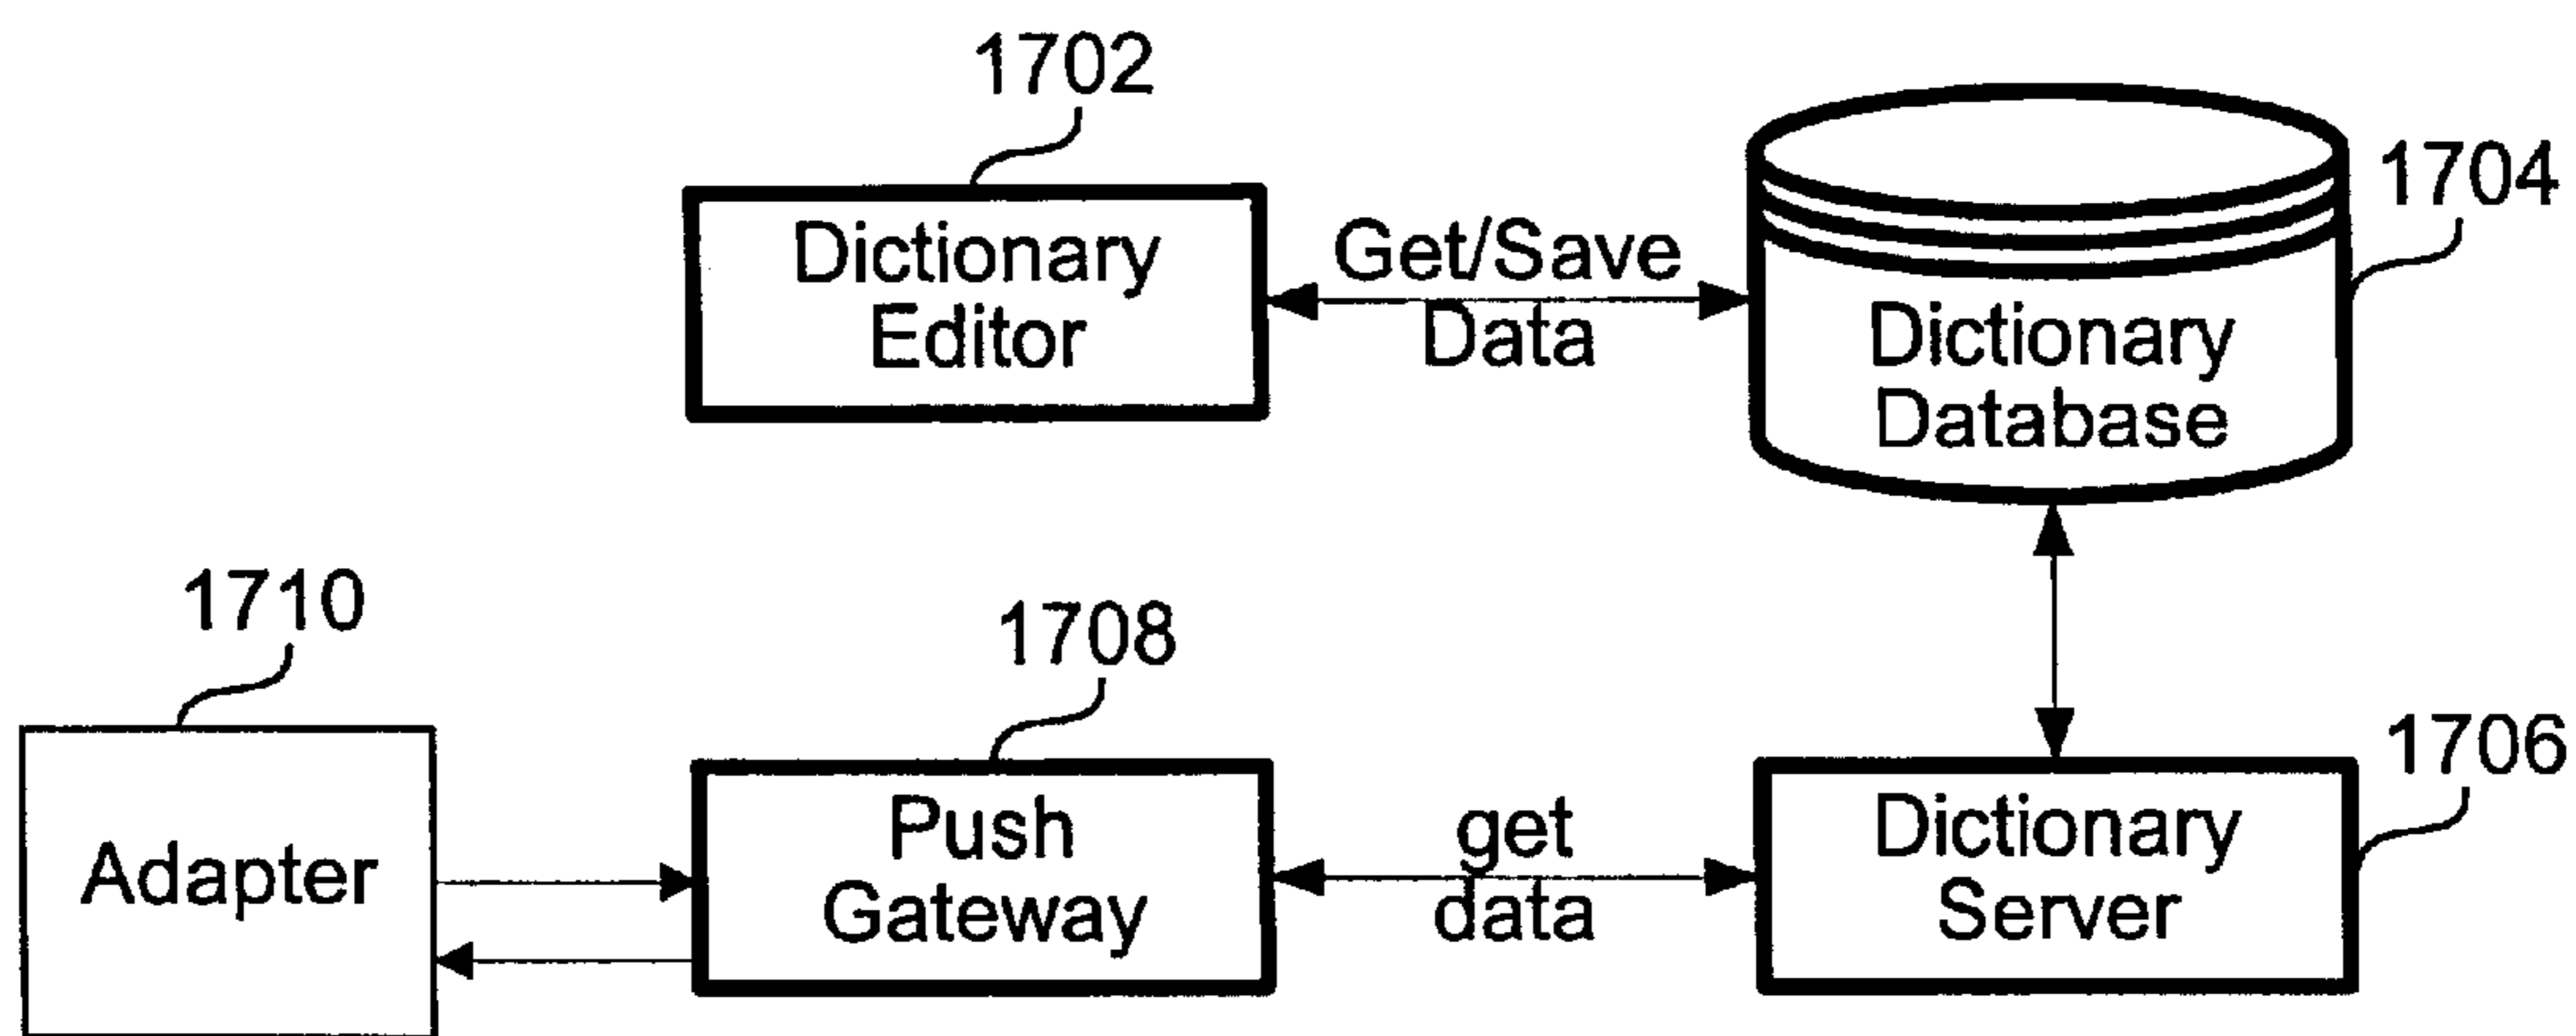 1702
1704
Dictionary
Editor
Get/Save
Data
Dictionary
Database
1710
1708
1706
Adapter
Push
Gateway
get
data
Dictionary
Server